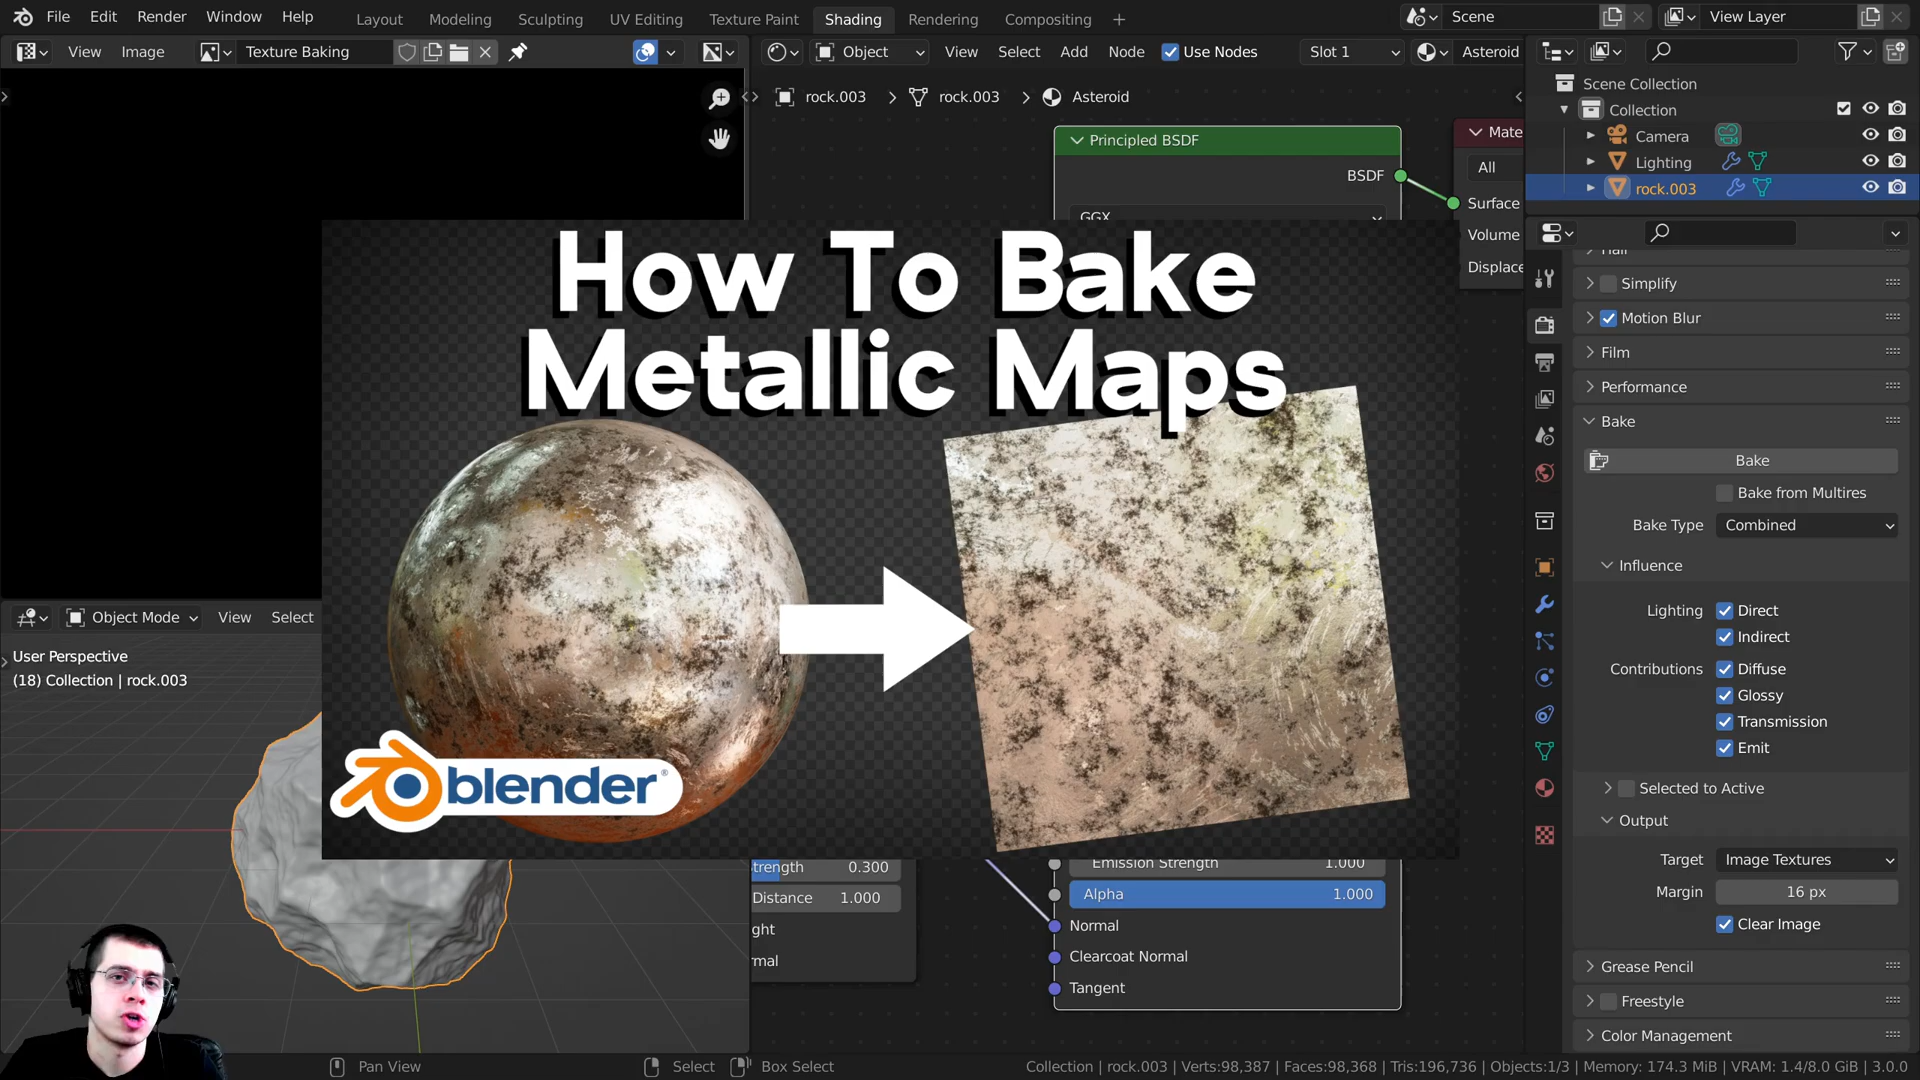 File Edit Render Window Help Layout Modeling Sculpting UV Editing Texture Paint Shading Rendering Compositing + Scene View Layer
View Image Texture Baking Object View Select Add Node Use Nodes Slot 1 Asteroid
rock.003 > rock.003 > Asteroid
Scene Collection
Collection
Camera
Lighting
rock.003
Principled BSDF
BSDF
GGX
Mate
All
Surface
Volume
Displace
How To Bake
Metallic Maps
blender
Simplify
Motion Blur
Film
Performance
Bake
Bake
Bake from Multires
Bake Type Combined
Influence
Lighting Direct
Indirect
Contributions Diffuse
Glossy
Transmission
Emit
Selected to Active
Output
Target Image Textures
Margin 16 px
Clear Image
Grease Pencil
Freestyle
Color Management
Object Mode View Select
User Perspective
(18) Collection | rock.003
trength 0.300
Distance 1.000
ght
mal
Emission Strength 1.000
Alpha 1.000
Normal
Clearcoat Normal
Tangent
Pan View Select Box Select Collection | rock.003 | Verts:98,387 | Faces:98,368 | Tris:196,736 | Objects:1/3 | Memory: 174.3 MiB | VRAM: 1.4/8.0 GiB | 3.0.0